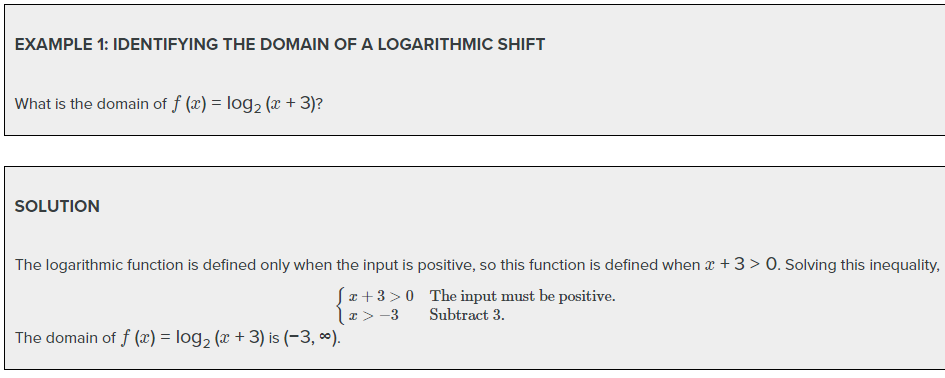 EXAMPLE 1: IDENTIFYING THE DOMAIN OF A LOGARITHMIC SHIFT
What is the domain of f (x) = log₂ (x + 3)?
SOLUTION
The logarithmic function is defined only when the input is positive, so this function is defined when x + 3 > 0. Solving this inequality,
{ x + 3 > 0 The input must be positive.
x > −3 Subtract 3.
The domain of f (x) = log₂ (x + 3) is (−3, ∞).